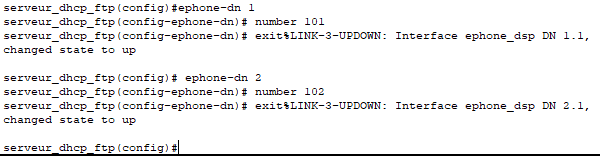 serveur_dhcp_ftp(config)#ephone-dn 1
serveur_dhcp_ftp(config-ephone-dn)# number 101
serveur_dhcp_ftp(config-ephone-dn)# exit%LINK-3-UPDOWN: Interface ephone_dsp DN 1.1,
changed state to up
serveur_dhcp_ftp(config)# ephone-dn 2
serveur_dhcp_ftp(config-ephone-dn)# number 102
serveur_dhcp_ftp(config-ephone-dn)# exit%LINK-3-UPDOWN: Interface ephone_dsp DN 2.1,
changed state to up
serveur_dhcp_ftp(config)#